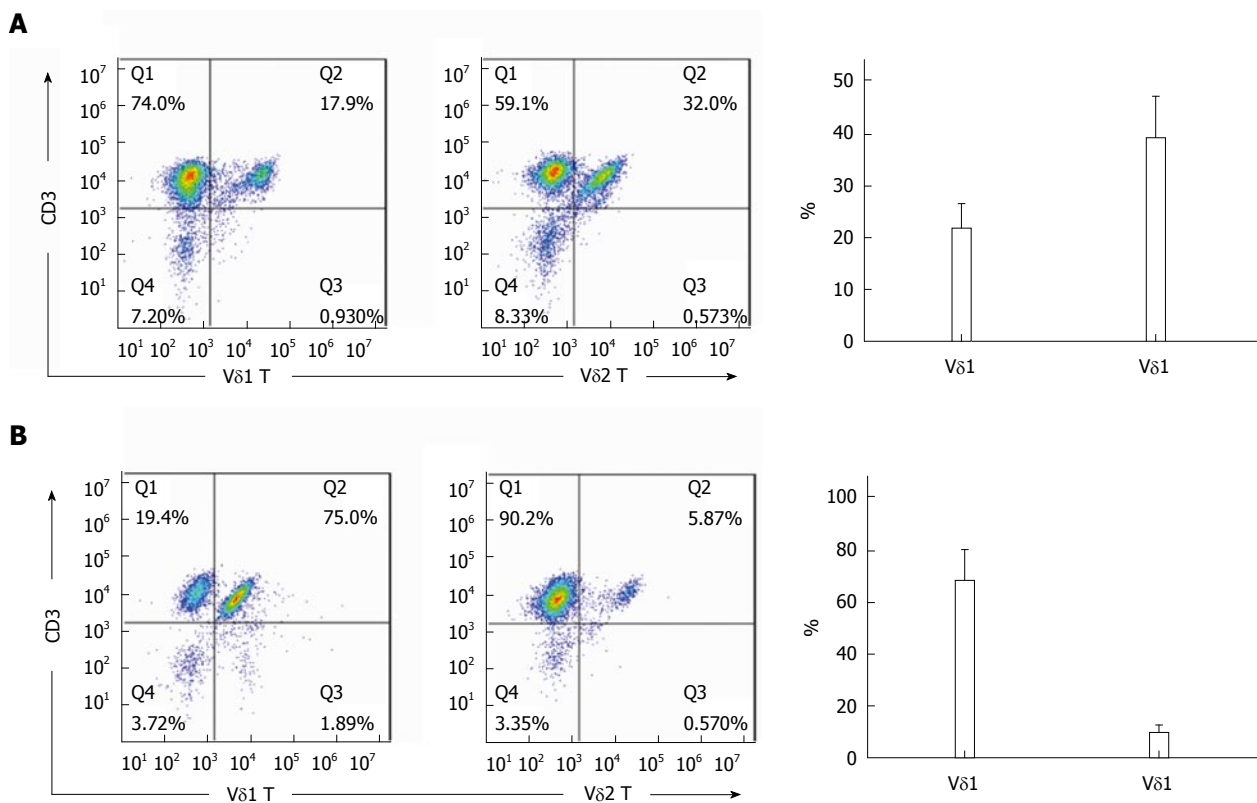 A
CD3
10⁷
10⁶
10⁵
10⁴
10³
10²
10¹
Q1
74.0%
Q2
17.9%
Q4
7.20%
Q3
0.930%
10¹ 10² 10³ 10⁴ 10⁵ 10⁶ 10⁷
Vδ1 T
10⁷
10⁶
10⁵
10⁴
10³
10²
10¹
Q1
59.1%
Q2
32.0%
Q4
8.33%
Q3
0.573%
10¹ 10² 10³ 10⁴ 10⁵ 10⁶ 10⁷
Vδ2 T
%
50
40
30
20
10
0
Vδ1 Vδ1
B
CD3
10⁷
10⁶
10⁵
10⁴
10³
10²
10¹
Q1
19.4%
Q2
75.0%
Q4
3.72%
Q3
1.89%
10¹ 10² 10³ 10⁴ 10⁵ 10⁶ 10⁷
Vδ1 T
10⁷
10⁶
10⁵
10⁴
10³
10²
10¹
Q1
90.2%
Q2
5.87%
Q4
3.35%
Q3
0.570%
10¹ 10² 10³ 10⁴ 10⁵ 10⁶ 10⁷
Vδ2 T
%
100
80
60
40
20
0
Vδ1 Vδ1